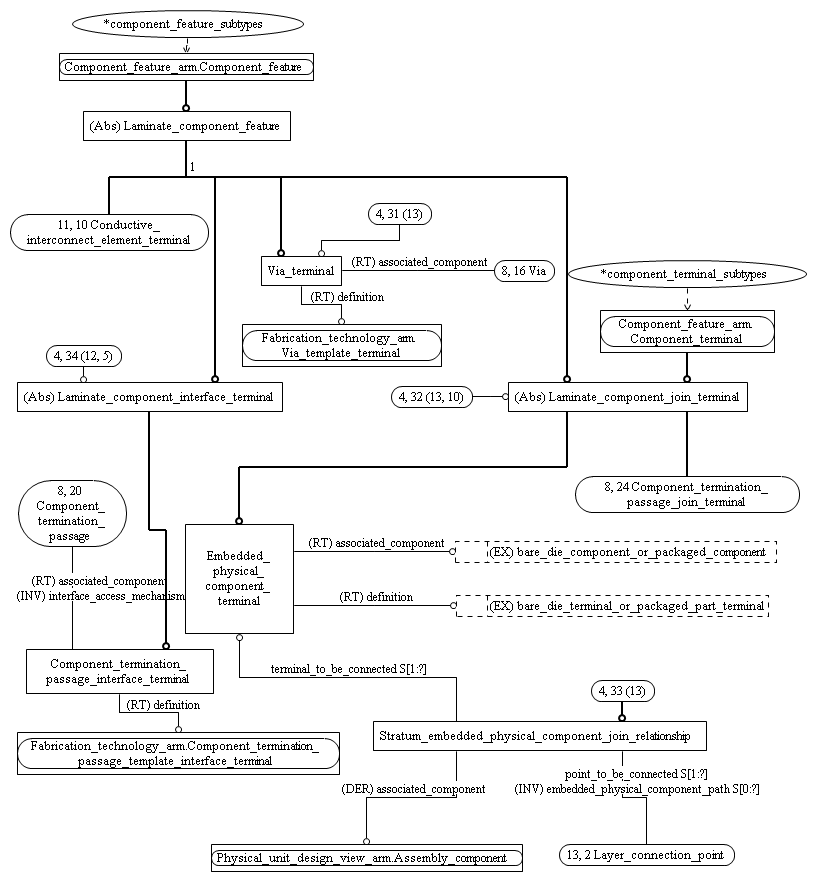 *component_feature_subtypes
Component_feature_arm.Component_feature
(Abs) Laminate_component_feature
1
11, 10 Conductive_
interconnect_element_terminal
4, 31 (13)
Via_terminal
(RT) associated_component
8, 16 Via
(RT) definition
Fabrication_technology_arm.
Via_template_terminal
*component_terminal_subtypes
Component_feature_arm.
Component_terminal
4, 34 (12, 5)
(Abs) Laminate_component_interface_terminal
4, 32 (13, 10)
(Abs) Laminate_component_join_terminal
8, 24 Component_termination_
passage_join_terminal
8, 20
Component_
termination_
passage
(RT) associated_component
(INV) interface_access_mechanism
Embedded_
physical_
component_
terminal
(RT) associated_component
(EX) bare_die_component_or_packaged_component
(RT) definition
(EX) bare_die_terminal_or_packaged_part_terminal
Component_termination_
passage_interface_terminal
(RT) definition
Fabrication_technology_arm.Component_termination_
passage_template_interface_terminal
terminal_to_be_connected S[1:?]
4, 33 (13)
Stratum_embedded_physical_component_join_relationship
(DER) associated_component
point_to_be_connected S[1:?]
(INV) embedded_physical_component_path S[0:?]
Physical_unit_design_view_arm.Assembly_component
13, 2 Layer_connection_point